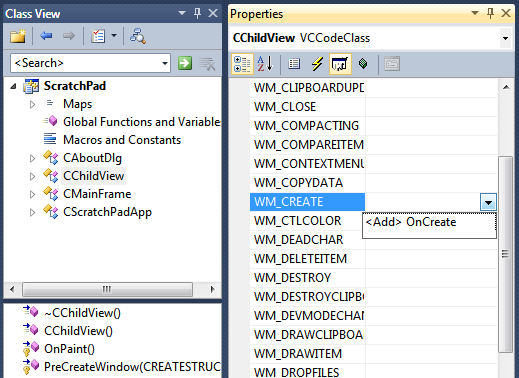 Class View
<Search>
ScratchPad
Maps
Global Functions and Variable
Macros and Constants
CAboutDlg
CChildView
CMainFrame
CScratchPadApp
~CChildView()
CChildView()
OnPaint()
PreCreateWindow(CREATESTRUC
Properties
CChildView VCCodeClass
WM_CLIPBOARDUPD
WM_CLOSE
WM_COMPACTING
WM_COMPAREITEM
WM_CONTEXTMENU
WM_COPYDATA
WM_CREATE
WM_CTLCOLOR
<Add> OnCreate
WM_DEADCHAR
WM_DELETEITEM
WM_DESTROY
WM_DESTROYCLIPB
WM_DEVMODECHAN
WM_DRAWCLIPBOA
WM_DRAWITEM
WM_DROPFILES